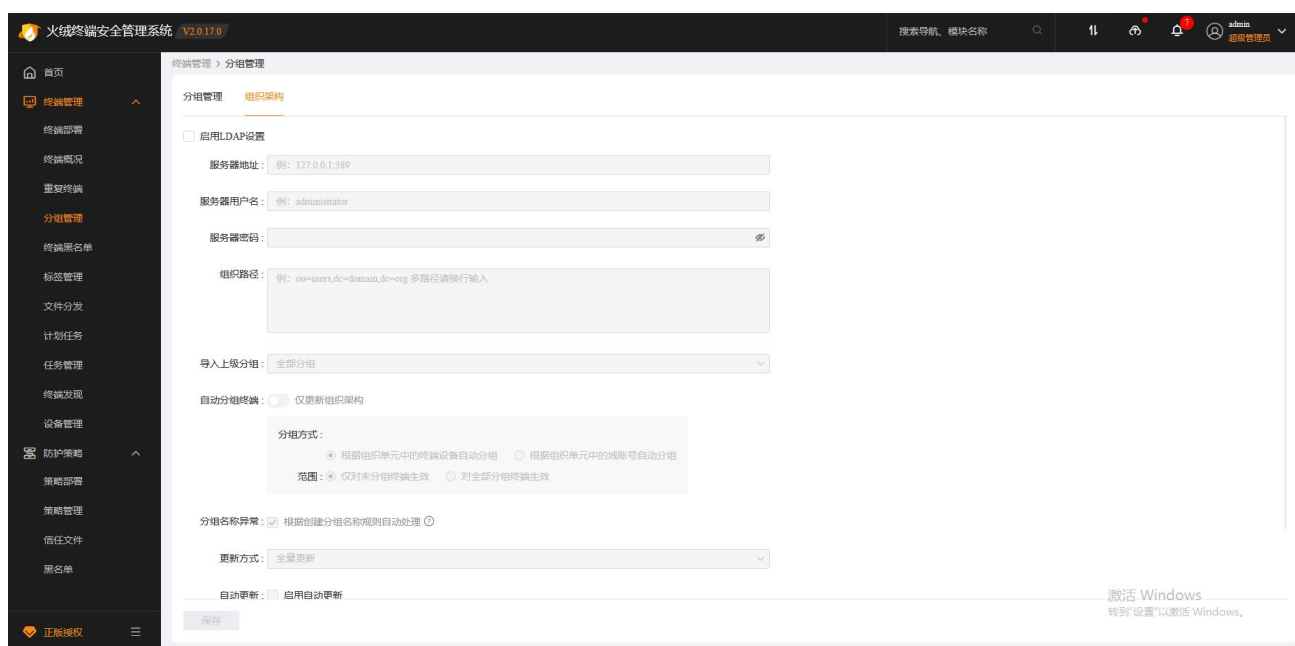 火绒终端安全管理系统 V2.0.17.0
搜索导航、模块名称
7
admin
超级管理员
首页
终端管理
终端部署
终端概况
重复终端
分组管理
终端黑名单
标签管理
文件分发
计划任务
任务管理
终端发现
设备管理
防护策略
策略部署
策略管理
信任文件
黑名单
正版授权
终端管理 > 分组管理
分组管理 组织架构
启用LDAP设置
服务器地址: 例: 127.0.0.1:389
服务器用户名: 例: administrator
服务器密码:
组织路径: 例: ou=users,dc=domain,dc=org 多路径请换行输入
导入上级分组: 全部分组
自动分组终端: 仅更新组织架构
分组方式:
根据组织单元中的终端设备自动分组 根据组织单元中的域账号自动分组
范围: 仅对未分组终端生效 对全部分组终端生效
分组名称异常: 根据创建分组名称规则自动处理
更新方式: 全量更新
自动更新: 启用自动更新
保存
激活 Windows
转到"设置"以激活 Windows。